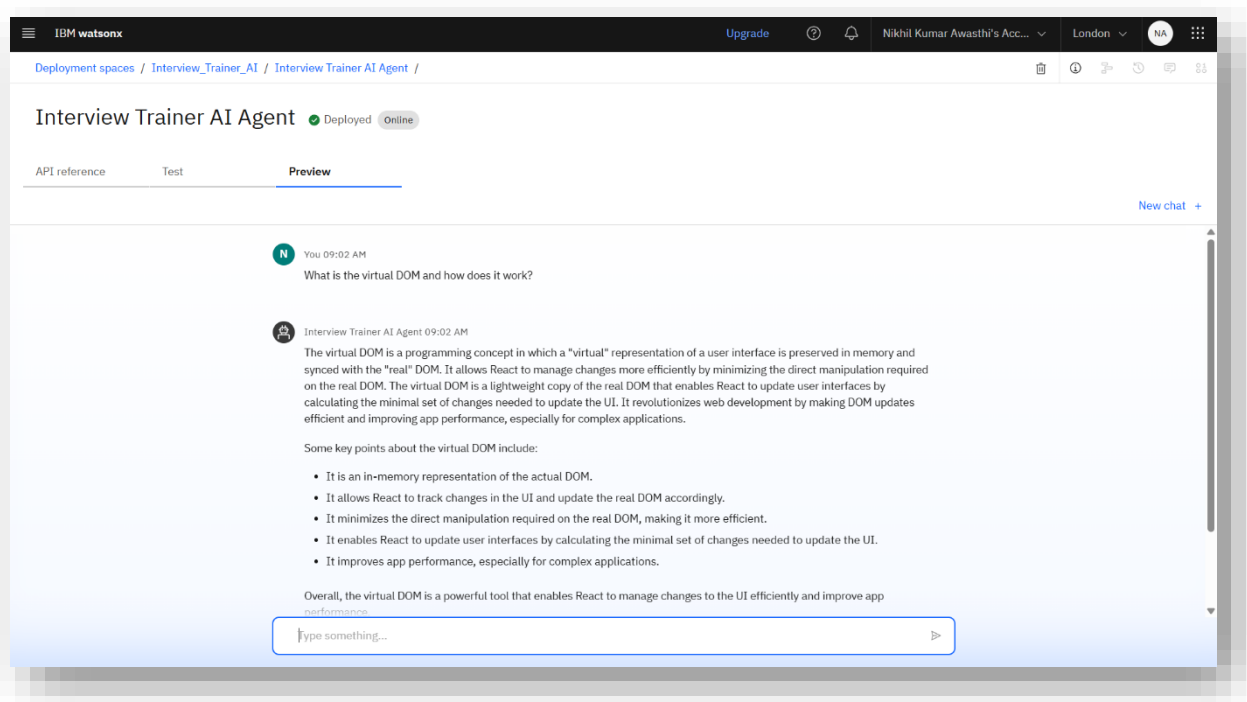 IBM watsonx
Upgrade
Nikhil Kumar Awasthi's Acc...
London
NA
Deployment spaces / Interview_Trainer_AI / Interview Trainer AI Agent /
Interview Trainer AI Agent
Deployed
Online
API reference
Test
Preview
New chat +
N
You 09:02 AM
What is the virtual DOM and how does it work?
Interview Trainer AI Agent 09:02 AM
The virtual DOM is a programming concept in which a "virtual" representation of a user interface is preserved in memory and
synced with the "real" DOM. It allows React to manage changes more efficiently by minimizing the direct manipulation required
on the real DOM. The virtual DOM is a lightweight copy of the real DOM that enables React to update user interfaces by
calculating the minimal set of changes needed to update the UI. It revolutionizes web development by making DOM updates
efficient and improving app performance, especially for complex applications.
Some key points about the virtual DOM include:
• It is an in-memory representation of the actual DOM.
• It allows React to track changes in the UI and update the real DOM accordingly.
• It minimizes the direct manipulation required on the real DOM, making it more efficient.
• It enables React to update user interfaces by calculating the minimal set of changes needed to update the UI.
• It improves app performance, especially for complex applications.
Overall, the virtual DOM is a powerful tool that enables React to manage changes to the UI efficiently and improve app
performance.
Type something...